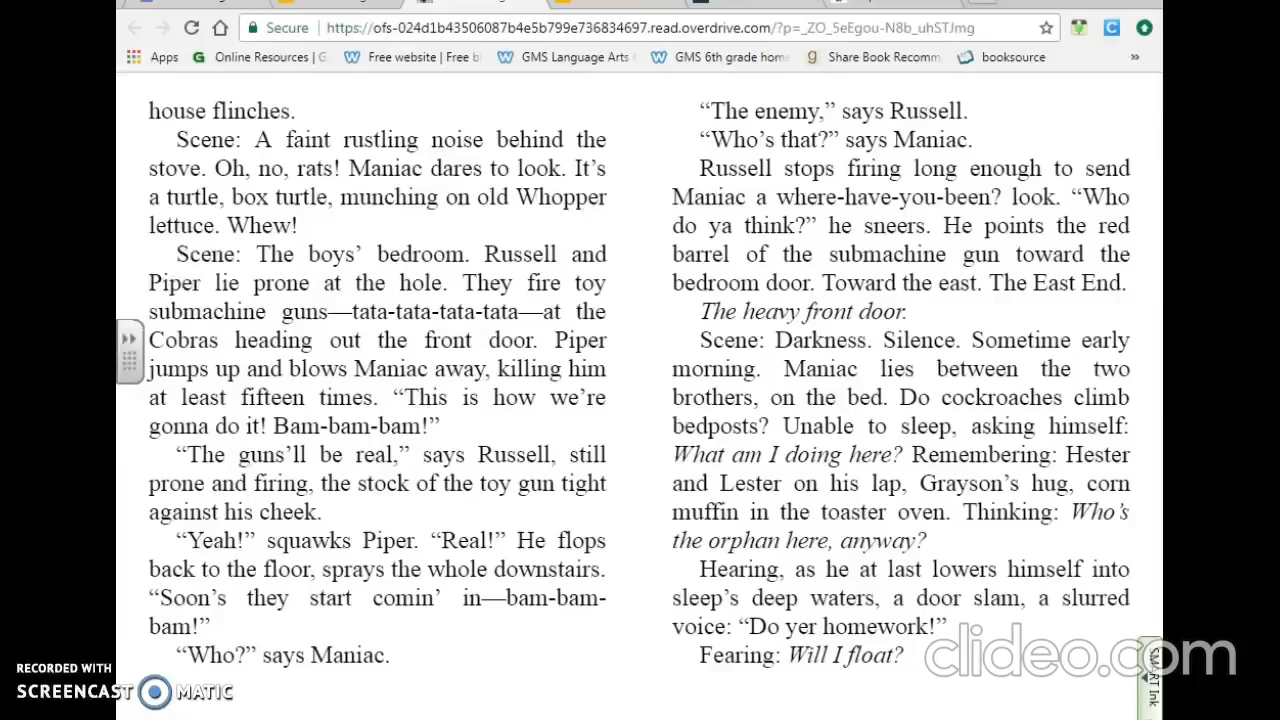 Secure
https://ofs-024d1b43506087b4e5b799e736834697.read.overdrive.com/?p=_ZO_5eEgou-N8b_uhSTJmg
Apps
Online Resources | G
Free website | Free b
GMS Language Arts
GMS 6th grade hom
Share Book Recomm
booksource
»
house flinches.
Scene: A faint rustling noise behind the
stove. Oh, no, rats! Maniac dares to look. It’s
a turtle, box turtle, munching on old Whopper
lettuce. Whew!
Scene: The boys’ bedroom. Russell and
Piper lie prone at the hole. They fire toy
submachine guns—tata-tata-tata-tata—at the
Cobras heading out the front door. Piper
jumps up and blows Maniac away, killing him
at least fifteen times. “This is how we’re
gonna do it! Bam-bam-bam!”
“The guns’ll be real,” says Russell, still
prone and firing, the stock of the toy gun tight
against his cheek.
“Yeah!” squawks Piper. “Real!” He flops
back to the floor, sprays the whole downstairs.
“Soon’s they start comin’ in—bam-bam-
bam!”
“Who?” says Maniac.
“The enemy,” says Russell.
“Who’s that?” says Maniac.
Russell stops firing long enough to send
Maniac a where-have-you-been? look. “Who
do ya think?” he sneers. He points the red
barrel of the submachine gun toward the
bedroom door. Toward the east. The East End.
The heavy front door.
Scene: Darkness. Silence. Sometime early
morning. Maniac lies between the two
brothers, on the bed. Do cockroaches climb
bedposts? Unable to sleep, asking himself:
What am I doing here? Remembering: Hester
and Lester on his lap, Grayson’s hug, corn
muffin in the toaster oven. Thinking: Who’s
the orphan here, anyway?
Hearing, as he at last lowers himself into
sleep’s deep waters, a door slam, a slurred
voice: “Do yer homework!”
Fearing: Will I float?
clideo.com
SMART Ink
RECORDED WITH
SCREENCAST MATIC